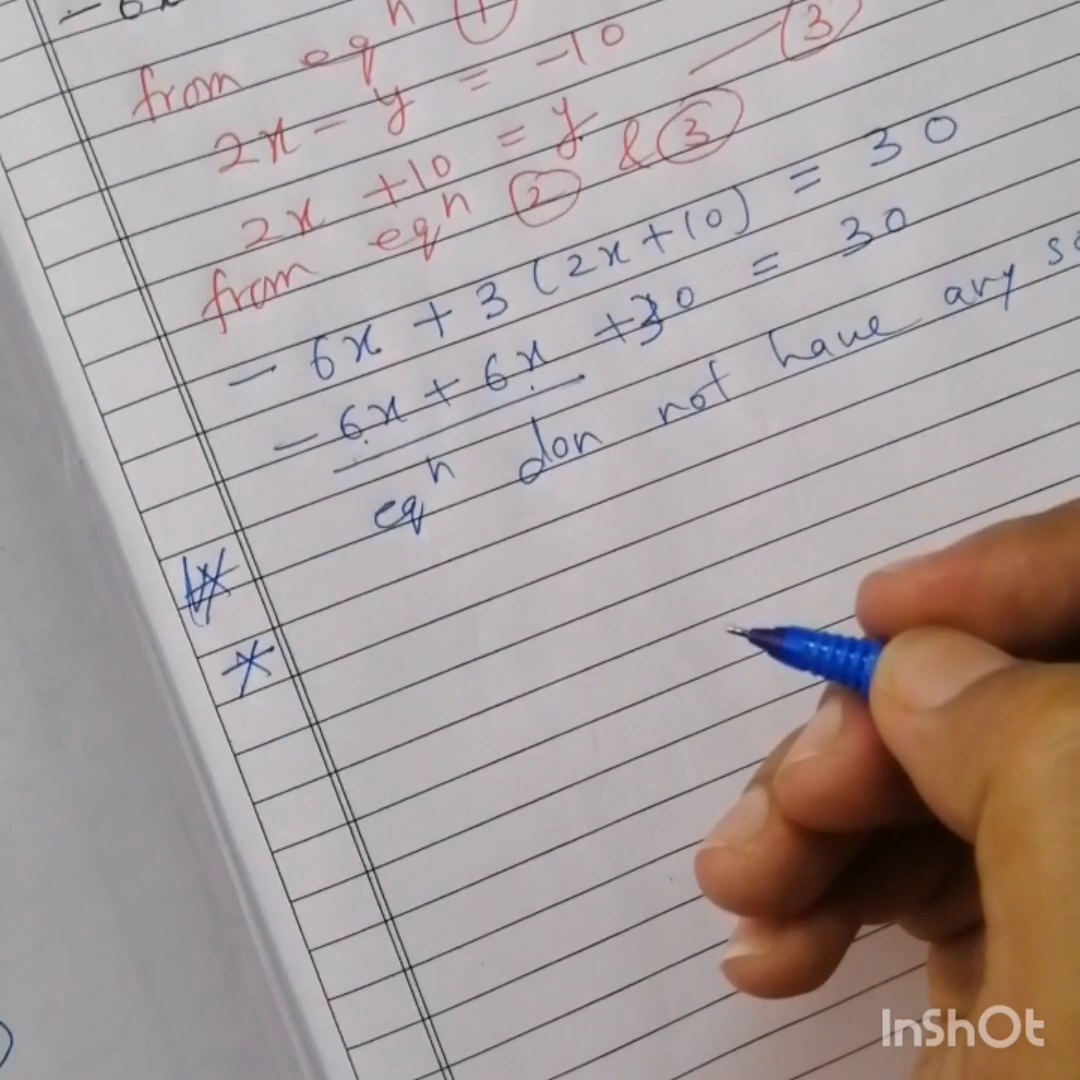 - 6x
from eqⁿ ①
2x - y = -10
2x + 10 = y — ③
from eqⁿ ② & ③
- 6x + 3 (2x + 10) = 30
- 6x + 6x + 30 = 30
eqⁿ don not have any
InShOt